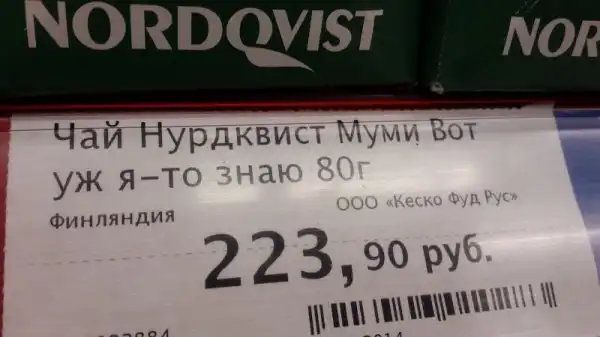 NORDQVIST NOR
Чай Нурдквист Муми Вот
уж я-то знаю 80г
Финляндия
ООО «Кеско Фуд Рус»
223,90 руб.